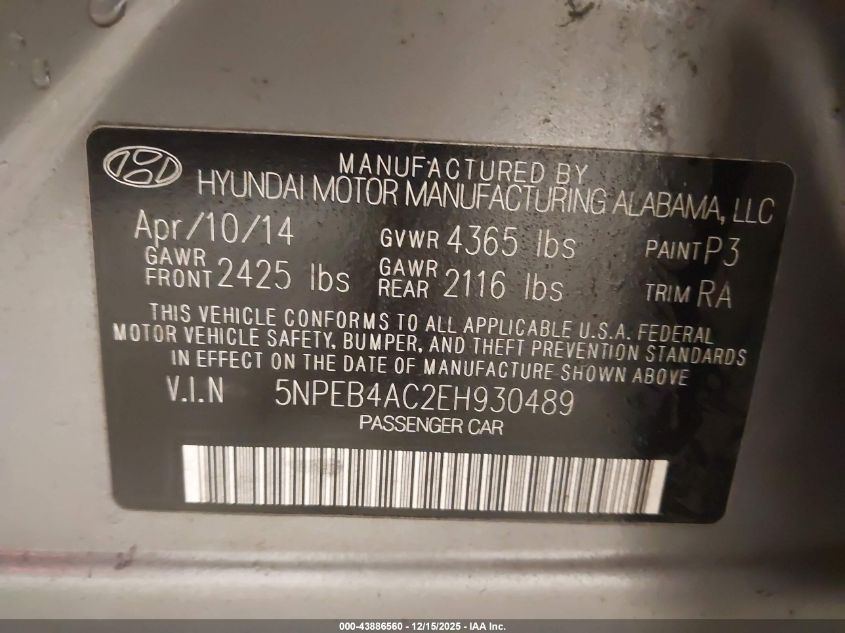 MANUFACTURED BY
HYUNDAI MOTOR MANUFACTURING ALABAMA, LLC
Apr/10/14 GVWR 4365 lbs PAINT P3
GAWR FRONT 2425 lbs GAWR REAR 2116 lbs TRIM RA
THIS VEHICLE CONFORMS TO ALL APPLICABLE U.S.A. FEDERAL
MOTOR VEHICLE SAFETY, BUMPER, AND THEFT PREVENTION STANDARDS
IN EFFECT ON THE DATE OF MANUFACTURE SHOWN ABOVE
V.I.N 5NPEB4AC2EH930489
PASSENGER CAR
000-43886560 - 12/15/2025 - IAA Inc.